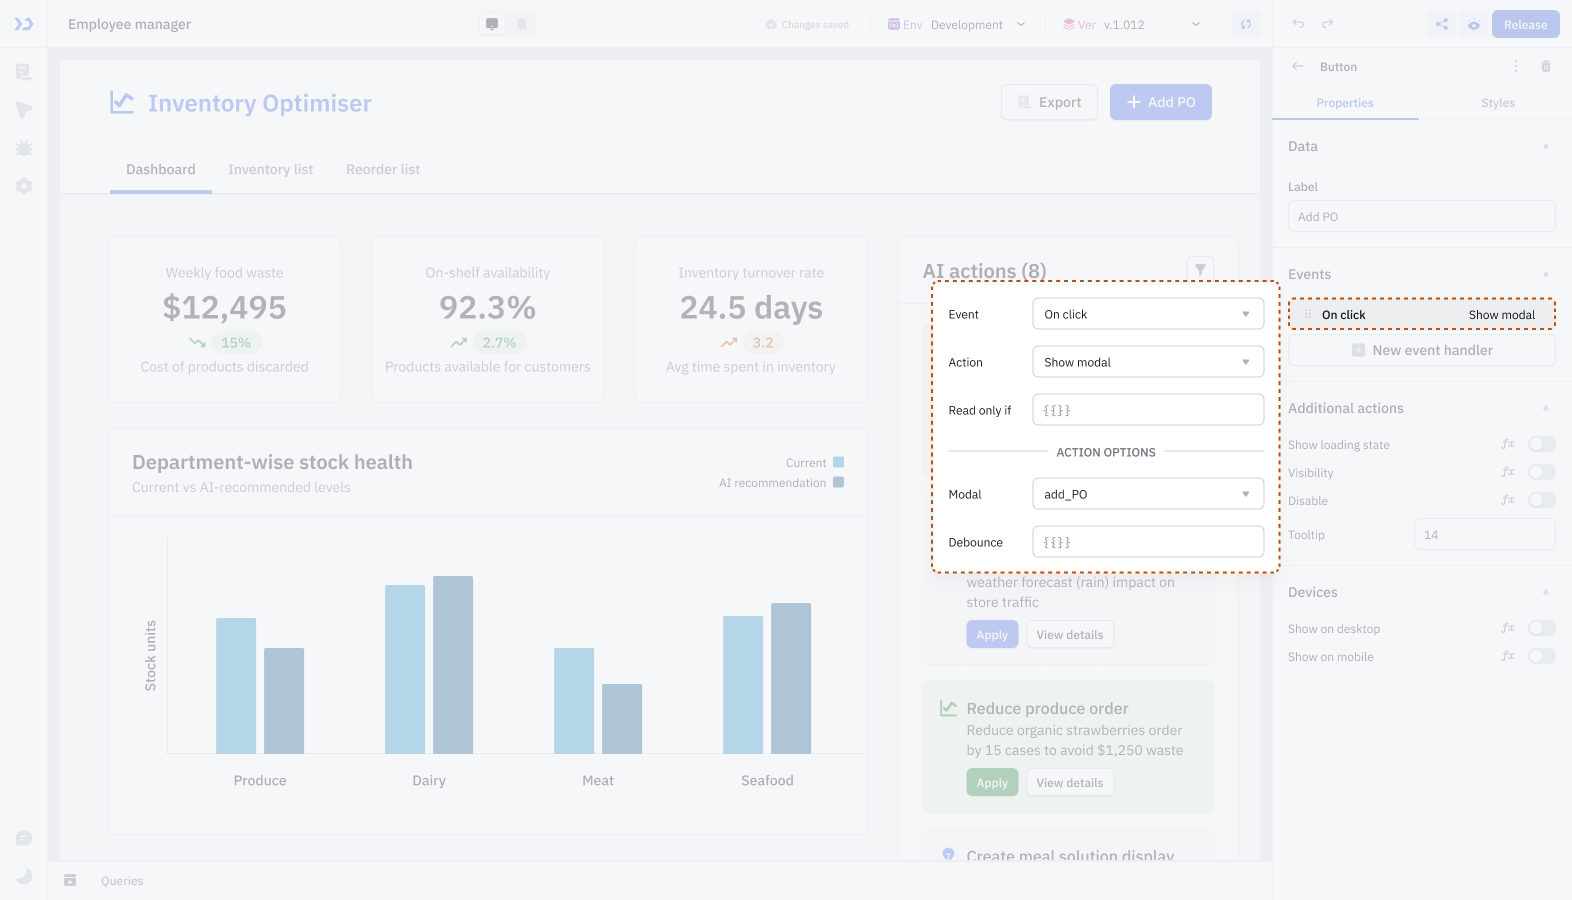 Employee manager
Changes saved
Env Development
Ver v.1.012
Release
Inventory Optimiser
Export
Add PO
Dashboard
Inventory list
Reorder list
Weekly food waste
$12,495
15%
Cost of products discarded
On-shelf availability
92.3%
2.7%
Products available for customers
Inventory turnover rate
24.5 days
3.2
Avg time spent in inventory
Department-wise stock health
Current vs AI-recommended levels
Current
AI recommendation
Stock units
Produce
Dairy
Meat
Seafood
AI actions (8)
Event
On click
Action
Show modal
Read only if
{{}}
ACTION OPTIONS
Modal
add_PO
Debounce
{{}}
weather forecast (rain) impact on
store traffic
Apply
View details
Reduce produce order
Reduce organic strawberries order
by 15 cases to avoid $1,250 waste
Apply
View details
Create meal solution display
Button
Properties
Styles
Data
Label
Add PO
Events
On click
Show modal
New event handler
Additional actions
Show loading state
fx
Visibility
fx
Disable
fx
Tooltip
14
Devices
Show on desktop
fx
Show on mobile
fx
Queries